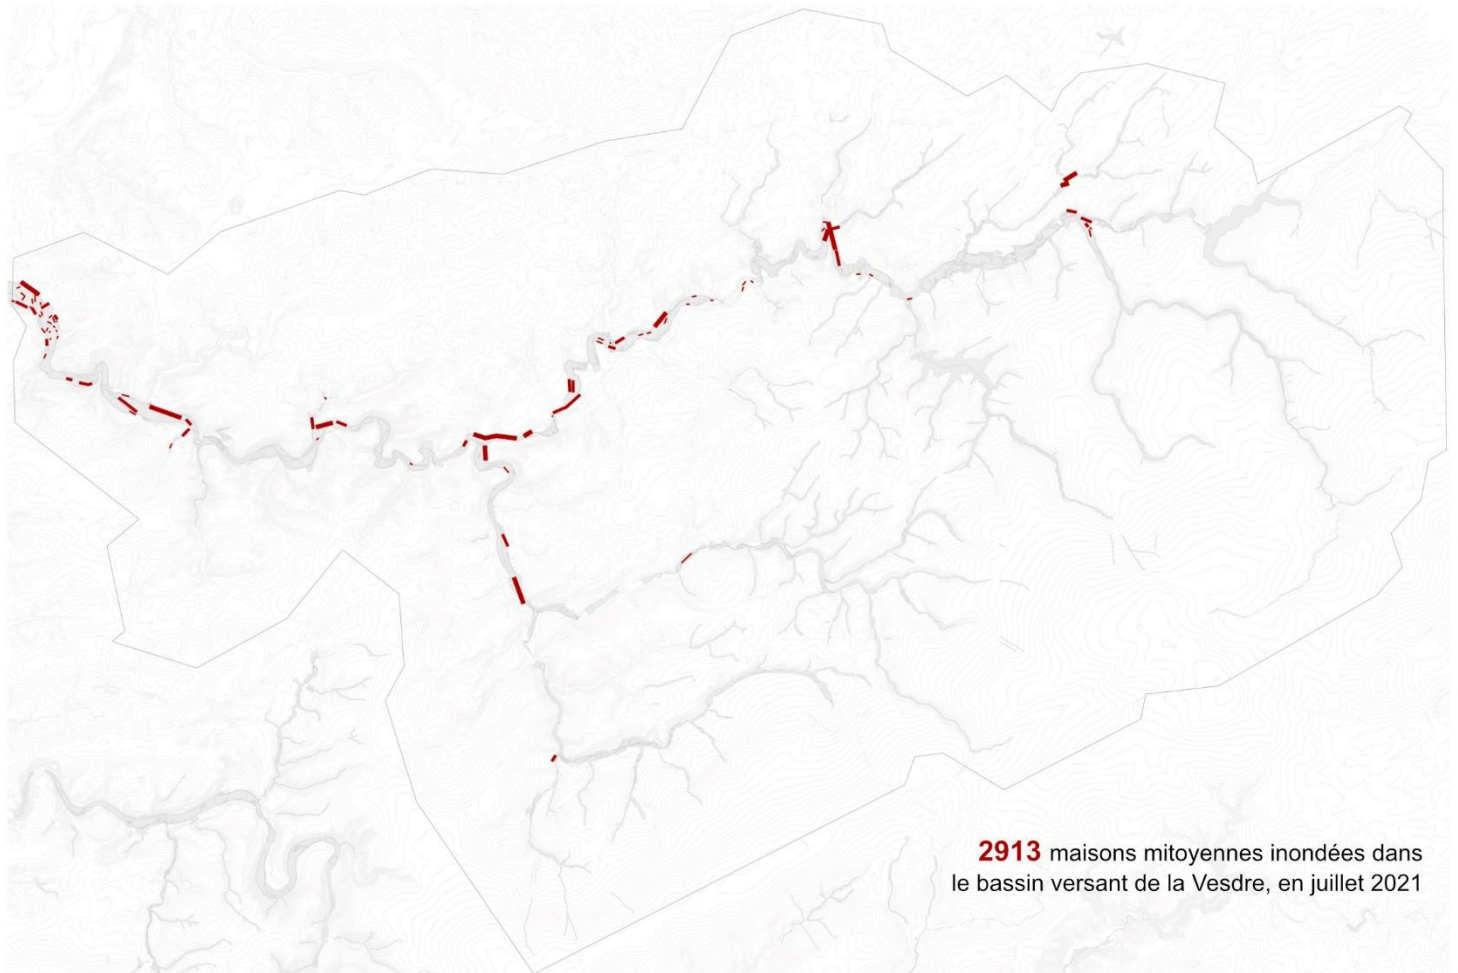 2913 maisons mitoyennes inondées dans
le bassin versant de la Vesdre, en juillet 2021